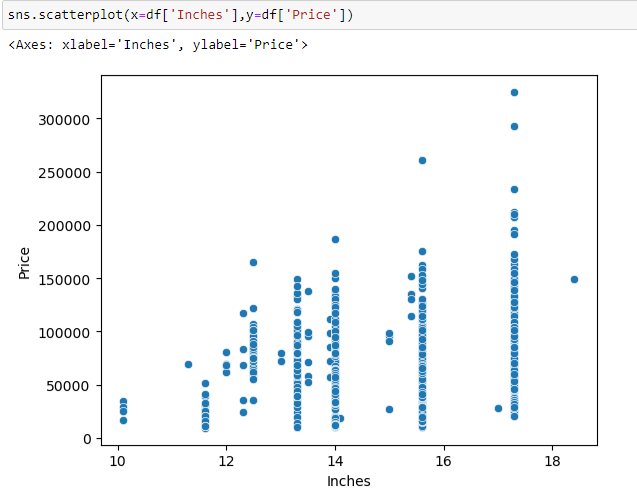 sns.scatterplot(x=df['Inches'],y=df['Price'])
<Axes: xlabel='Inches', ylabel='Price'>
300000
250000
200000
150000
100000
50000
0
Price
10 12 14 16 18
Inches